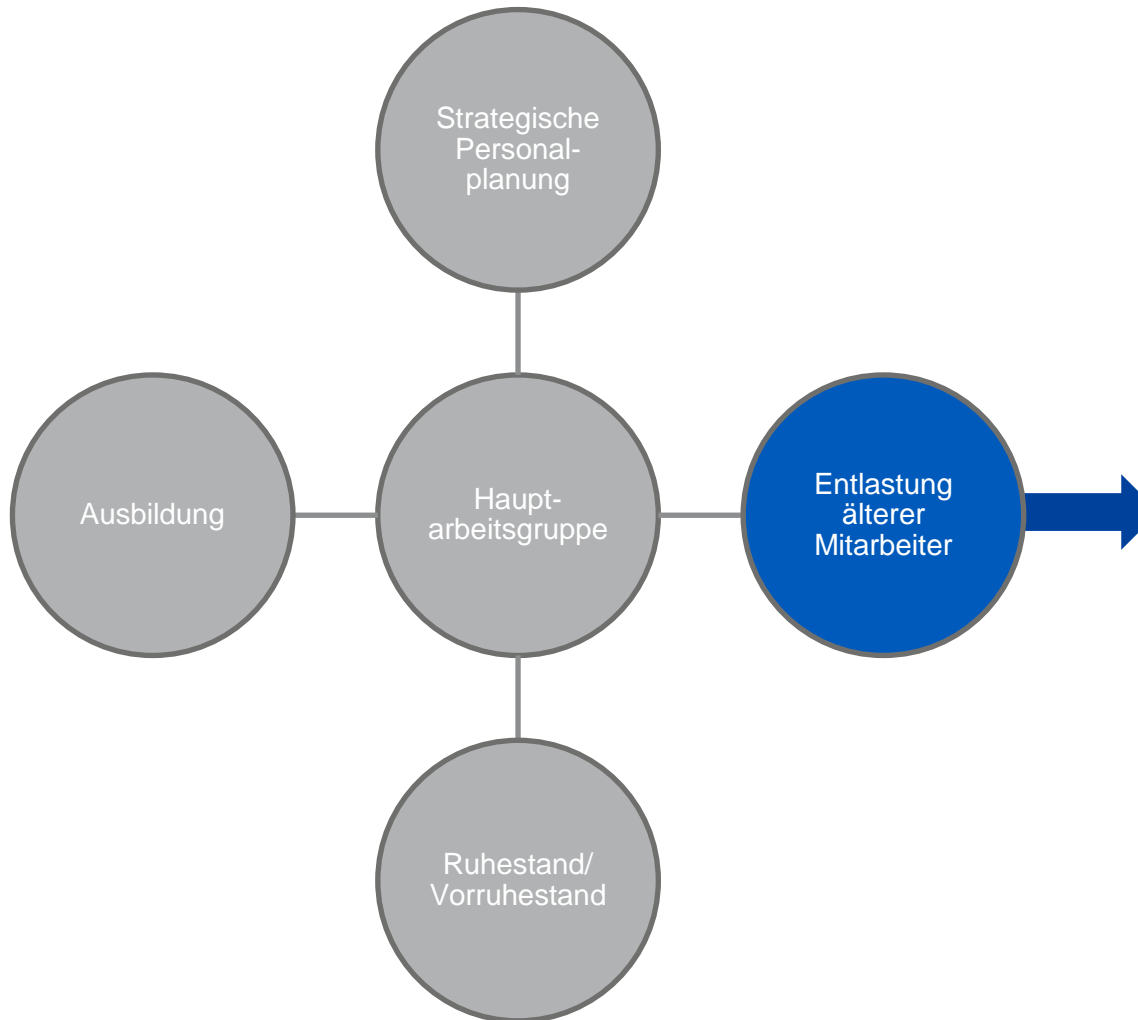 Strategische
Personal-
planung
Ausbildung
Haupt-
arbeitsgruppe
Entlastung
älterer
Mitarbeiter
Ruhestand/
Vorruhestand